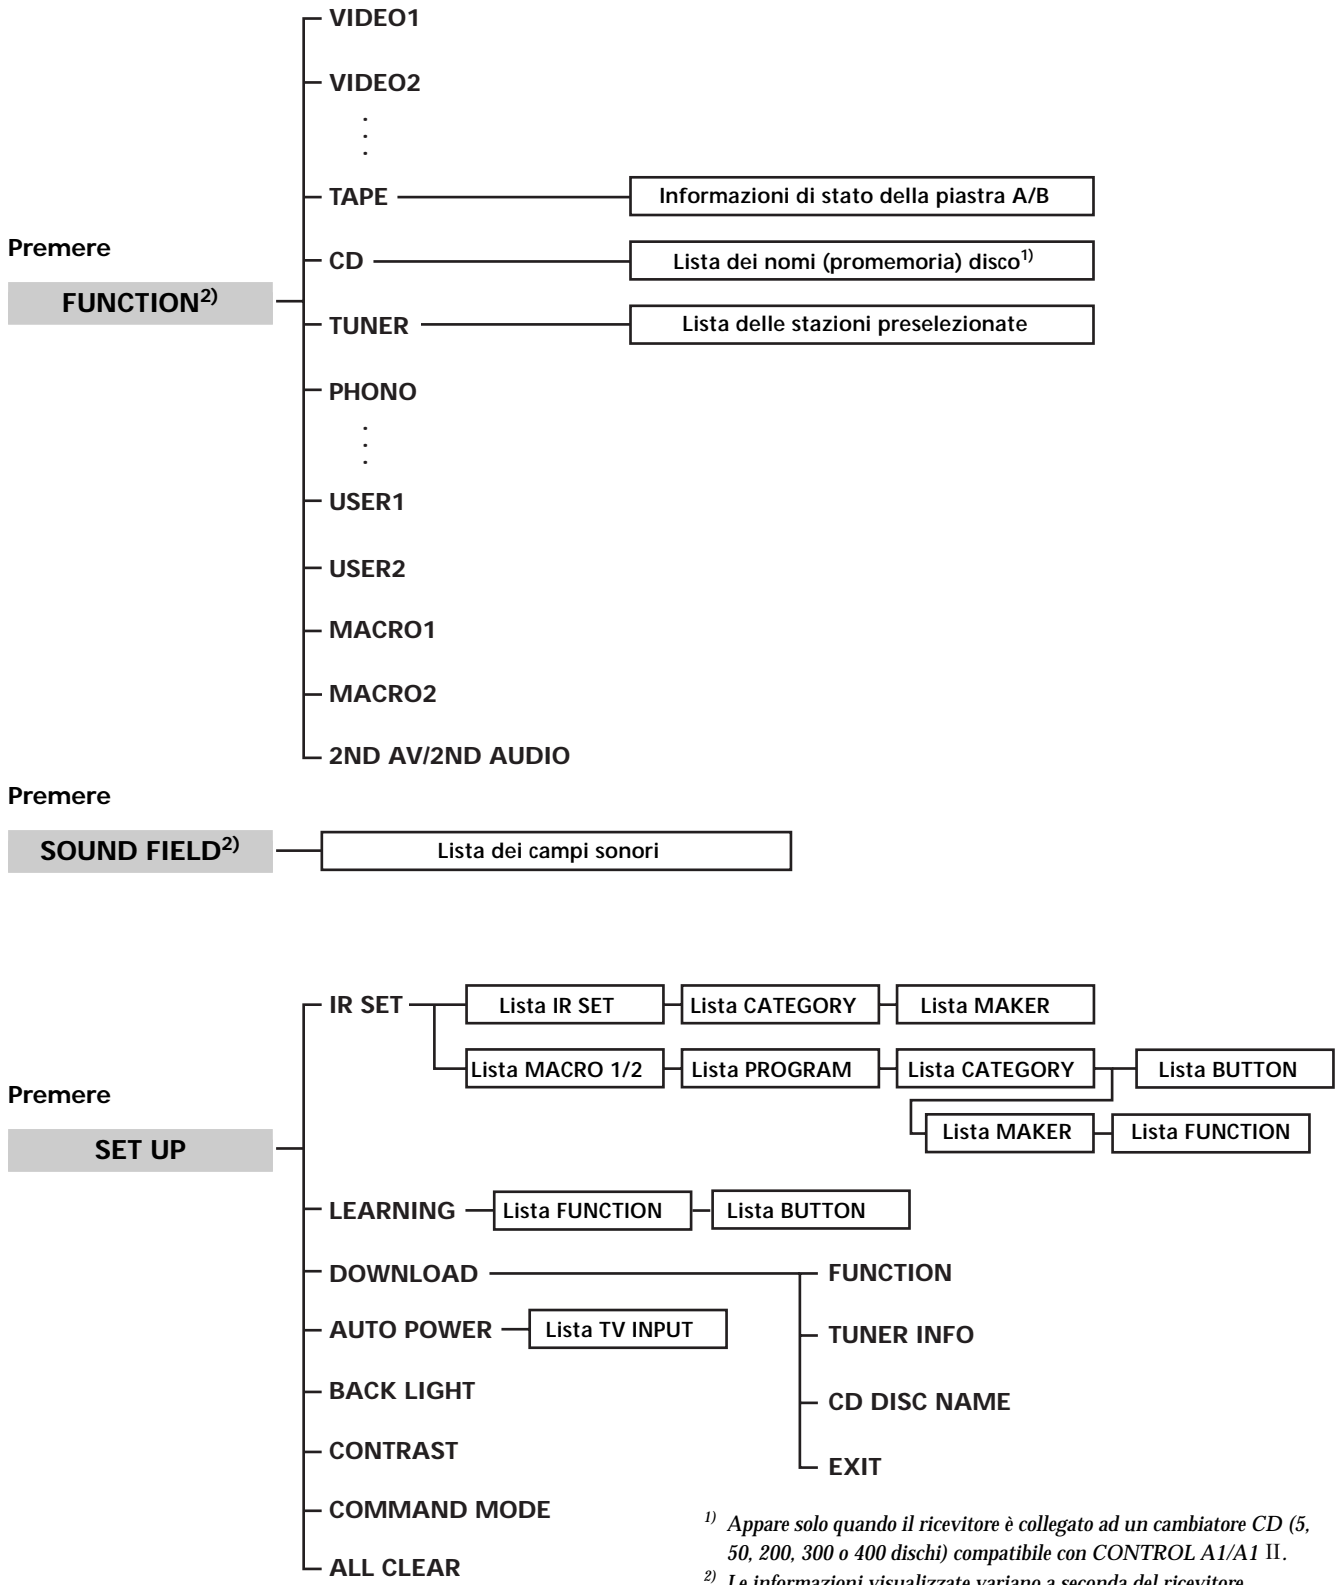 VIDEO1
VIDEO2
TAPE
Informazioni di stato della piastra A/B
Premere
CD
Lista dei nomi (promemoria) disco1)
FUNCTION2)
TUNER
Lista delle stazioni preselezionate
PHONO
USER1
USER2
MACRO1
MACRO2
2ND AV/2ND AUDIO
Premere
SOUND FIELD2)
Lista dei campi sonori
IR SET
Lista IR SET
Lista CATEGORY
Lista MAKER
Lista MACRO 1/2
Lista PROGRAM
Lista CATEGORY
Lista BUTTON
Premere
Lista MAKER
Lista FUNCTION
SET UP
LEARNING
Lista FUNCTION
Lista BUTTON
DOWNLOAD
FUNCTION
AUTO POWER
Lista TV INPUT
TUNER INFO
BACK LIGHT
CD DISC NAME
CONTRAST
EXIT
COMMAND MODE
ALL CLEAR
1) Appare solo quando il ricevitore è collegato ad un cambiatore CD (5,
50, 200, 300 o 400 dischi) compatibile con CONTROL A1/A1 II.
2) Le informazioni visualizzate variano a seconda del ricevitore